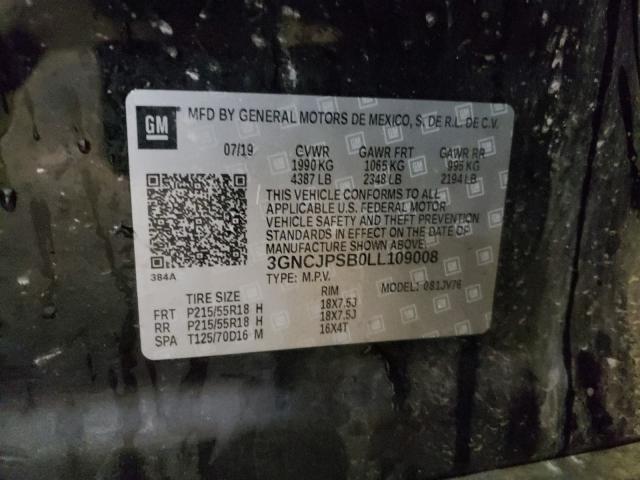 GM
MFD BY GENERAL MOTORS DE MEXICO, S. DE R.L. DE C.V.
07/19 GVWR GAWR FRT GAWR RR
1990 KG 1065 KG 995 KG
4387 LB 2348 LB 2194 LB
THIS VEHICLE CONFORMS TO ALL
APPLICABLE U.S. FEDERAL MOTOR
VEHICLE SAFETY AND THEFT PREVENTION
STANDARDS IN EFFECT ON THE DATE OF
MANUFACTURE SHOWN ABOVE.
3GNCJPSB0LL109008
384A
TYPE: M.P.V. MODEL: 081JV76
TIRE SIZE RIM
FRT P215/55R18 H 18X7.5J
RR P215/55R18 H 18X7.5J
SPA T125/70D16 M 16X4T